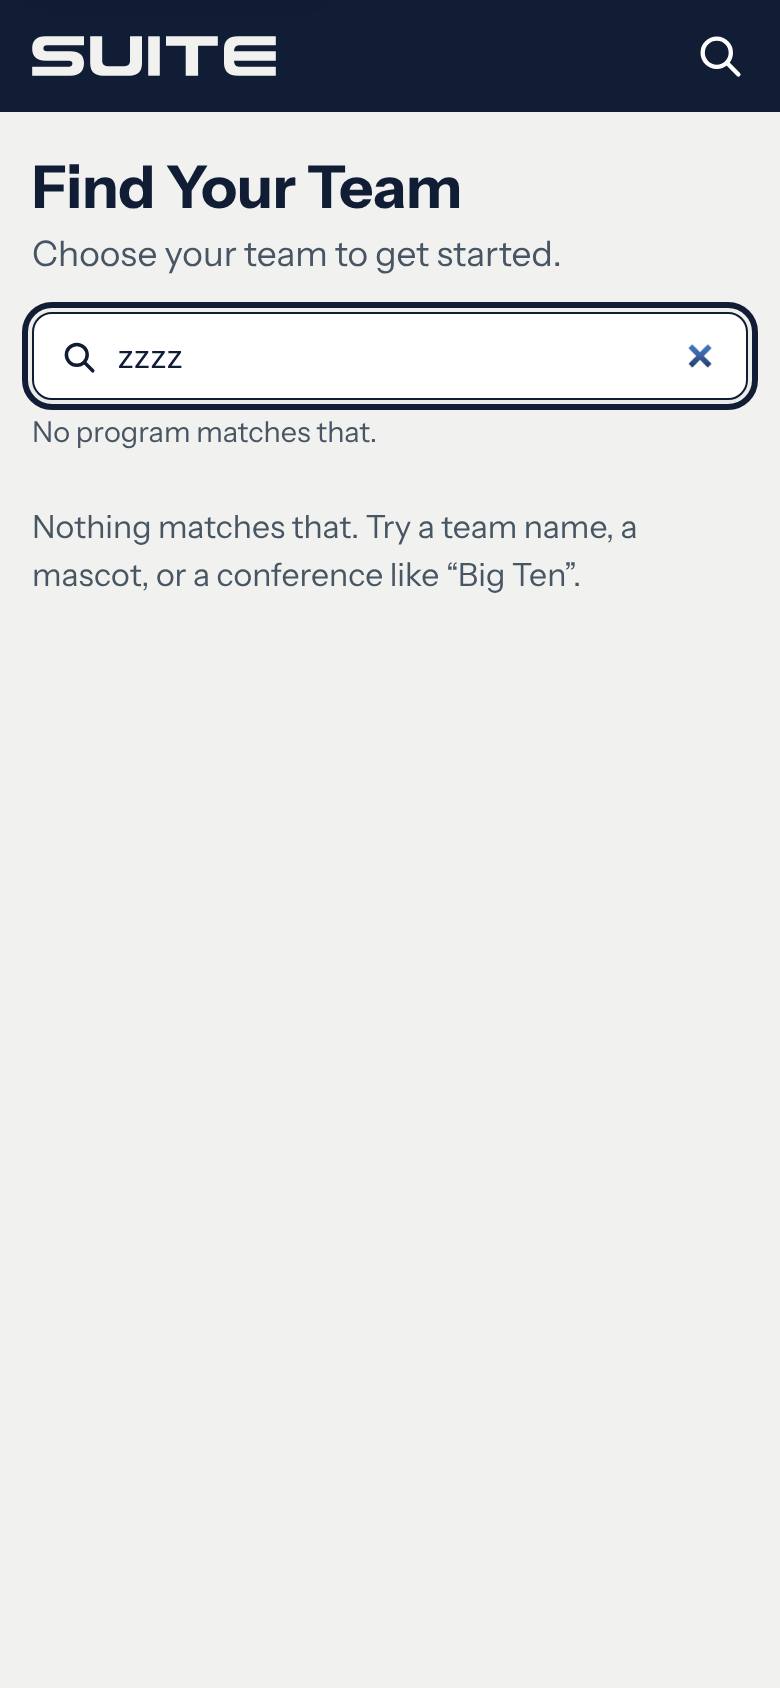 SUITE
Find Your Team
Choose your team to get started.
zzzz
No program matches that.
Nothing matches that. Try a team name, a
mascot, or a conference like “Big Ten”.